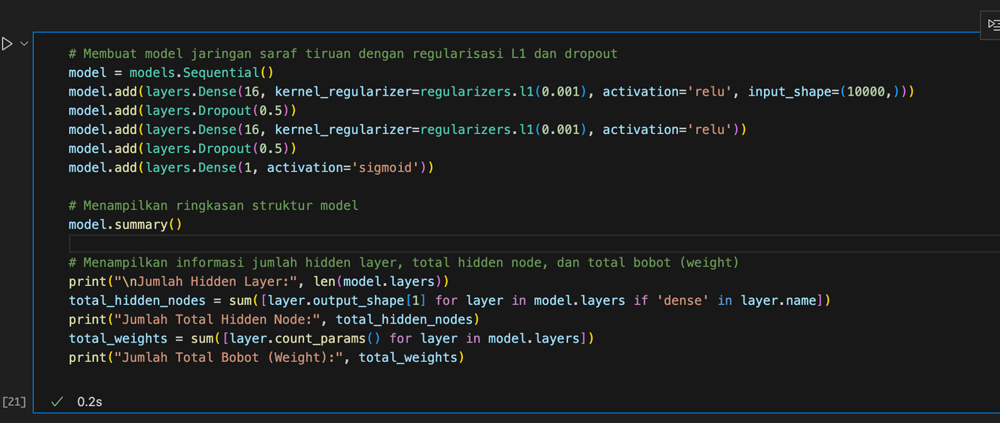 # Membuat model jaringan saraf tiruan dengan regularisasi L1 dan dropout
model = models.Sequential()
model.add(layers.Dense(16, kernel_regularizer=regularizers.l1(0.001), activation='relu', input_shape=(10000,)))
model.add(layers.Dropout(0.5))
model.add(layers.Dense(16, kernel_regularizer=regularizers.l1(0.001), activation='relu'))
model.add(layers.Dropout(0.5))
model.add(layers.Dense(1, activation='sigmoid'))
# Menampilkan ringkasan struktur model
model.summary()
# Menampilkan informasi jumlah hidden layer, total hidden node, dan total bobot (weight)
print("\nJumlah Hidden Layer:", len(model.layers))
total_hidden_nodes = sum([layer.output_shape[1] for layer in model.layers if 'dense' in layer.name])
print("Jumlah Total Hidden Node:", total_hidden_nodes)
total_weights = sum([layer.count_params() for layer in model.layers])
print("Jumlah Total Bobot (Weight):", total_weights)
[21] 0.2s